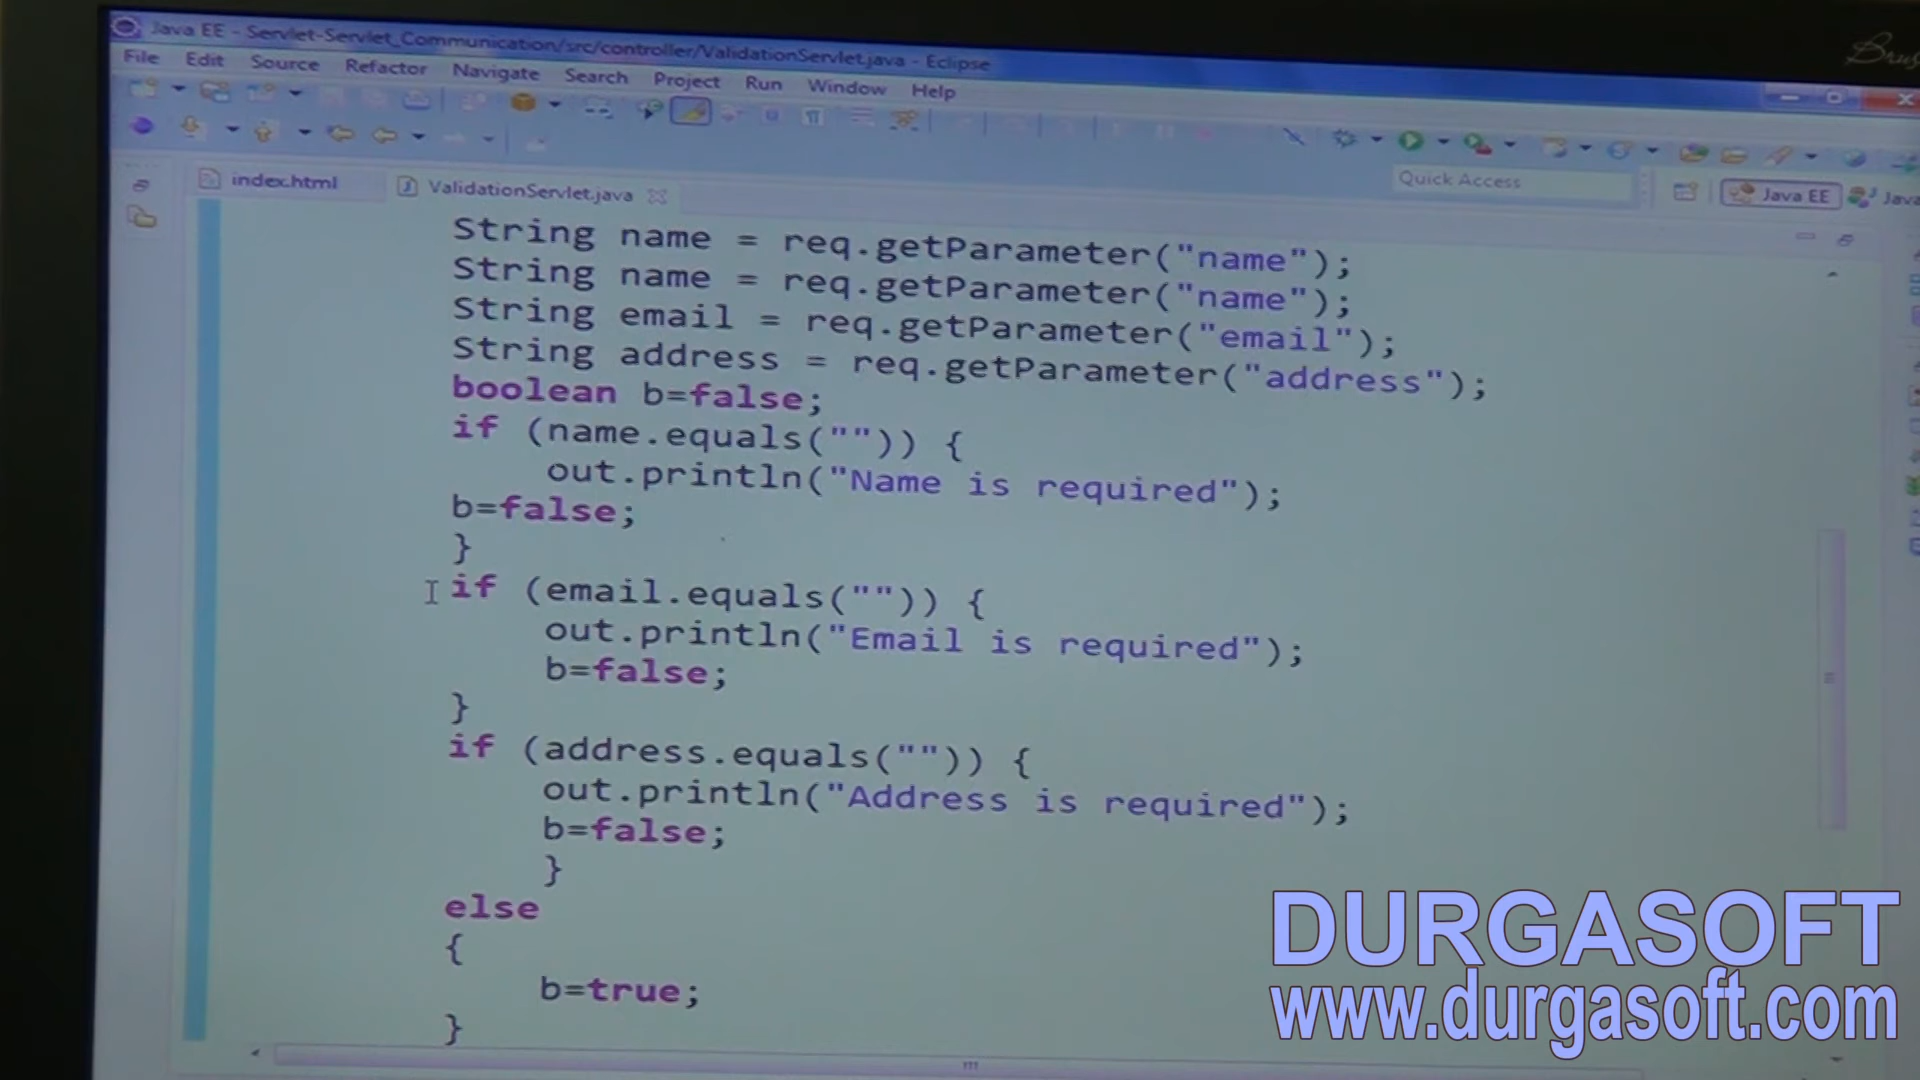 Brus
Java EE - Servlet-Servlet_Communication/src/controller/ValidationServlet.java - Eclipse
File Edit Source Refactor Navigate Search Project Run Window Help
Quick Access
Java EE
Java
index.html
ValidationServlet.java
String name = req.getParameter("name");
String name = req.getParameter("name");
String email = req.getParameter("email");
String address = req.getParameter("address");
boolean b=false;
if (name.equals("")) {
out.println("Name is required");
b=false;
}
if (email.equals("")) {
out.println("Email is required");
b=false;
}
if (address.equals("")) {
out.println("Address is required");
b=false;
}
else
{
b=true;
}
DURGASOFT
www.durgasoft.com